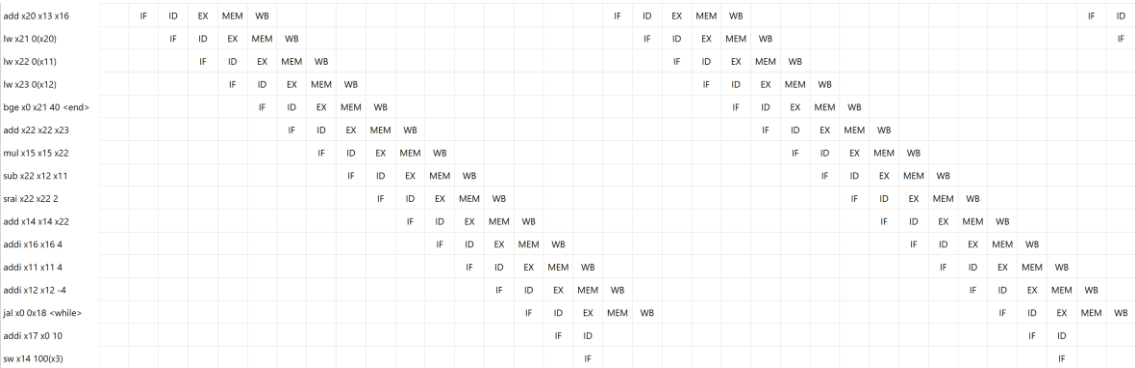 add x20 x13 x16 IF ID EX MEM WB IF ID EX MEM WB IF ID
lw x21 0(x20) IF ID EX MEM WB IF ID EX MEM WB IF
lw x22 0(x11) IF ID EX MEM WB IF ID EX MEM WB
lw x23 0(x12) IF ID EX MEM WB IF ID EX MEM WB
bge x0 x21 40 <end> IF ID EX MEM WB IF ID EX MEM WB
add x22 x22 x23 IF ID EX MEM WB IF ID EX MEM WB
mul x15 x15 x22 IF ID EX MEM WB IF ID EX MEM WB
sub x22 x12 x11 IF ID EX MEM WB IF ID EX MEM WB
srai x22 x22 2 IF ID EX MEM WB IF ID EX MEM WB
add x14 x14 x22 IF ID EX MEM WB IF ID EX MEM WB
addi x16 x16 4 IF ID EX MEM WB IF ID EX MEM WB
addi x11 x11 4 IF ID EX MEM WB IF ID EX MEM WB
addi x12 x12 -4 IF ID EX MEM WB IF ID EX MEM WB
jal x0 0x18 <while> IF ID EX MEM WB IF ID EX MEM WB
addi x17 x0 10 IF ID IF ID
sw x14 100(x3) IF IF